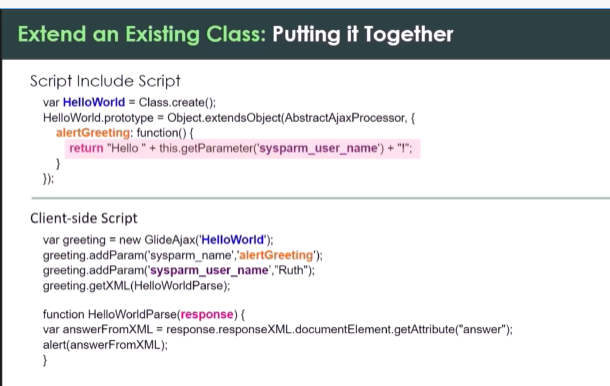 Extend an Existing Class: Putting it Together
Script Include Script
var HelloWorld = Class.create();
HelloWorld.prototype = Object.extendsObject(AbstractAjaxProcessor, {
alertGreeting: function() {
return "Hello " + this.getParameter('sysparm_user_name') + "!";
}
});
Client-side Script
var greeting = new GlideAjax('HelloWorld');
greeting.addParam('sysparm_name','alertGreeting');
greeting.addParam('sysparm_user_name',"Ruth");
greeting.getXML(HelloWorldParse);
function HelloWorldParse(response) {
var answerFromXML = response.responseXML.documentElement.getAttribute("answer");
alert(answerFromXML);
}